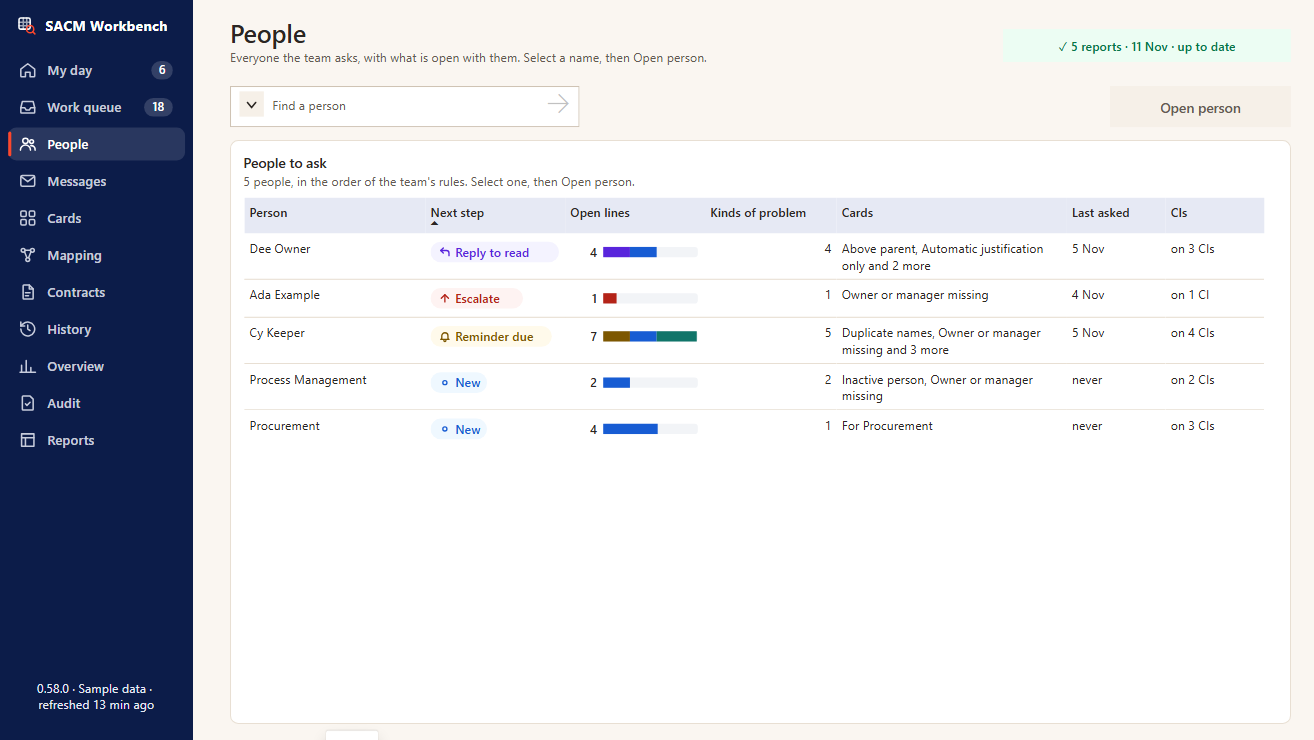 SACM Workbench
My day 6
Work queue 18
People
Messages
Cards
Mapping
Contracts
History
Overview
Audit
Reports
0.58.0 · Sample data ·
refreshed 13 min ago
People
Everyone the team asks, with what is open with them. Select a name, then Open person.
✓ 5 reports · 11 Nov · up to date
Find a person
Open person
People to ask
5 people, in the order of the team's rules. Select one, then Open person.
Person Next step Open lines Kinds of problem Cards Last asked CIs
Dee Owner Reply to read 4 4 Above parent, Automatic justification 5 Nov on 3 CIs
only and 2 more
Ada Example Escalate 1 1 Owner or manager missing 4 Nov on 1 CI
Cy Keeper Reminder due 7 5 Duplicate names, Owner or manager 5 Nov on 4 CIs
missing and 3 more
Process Management New 2 2 Inactive person, Owner or manager never on 2 CIs
missing
Procurement New 4 1 For Procurement never on 3 CIs